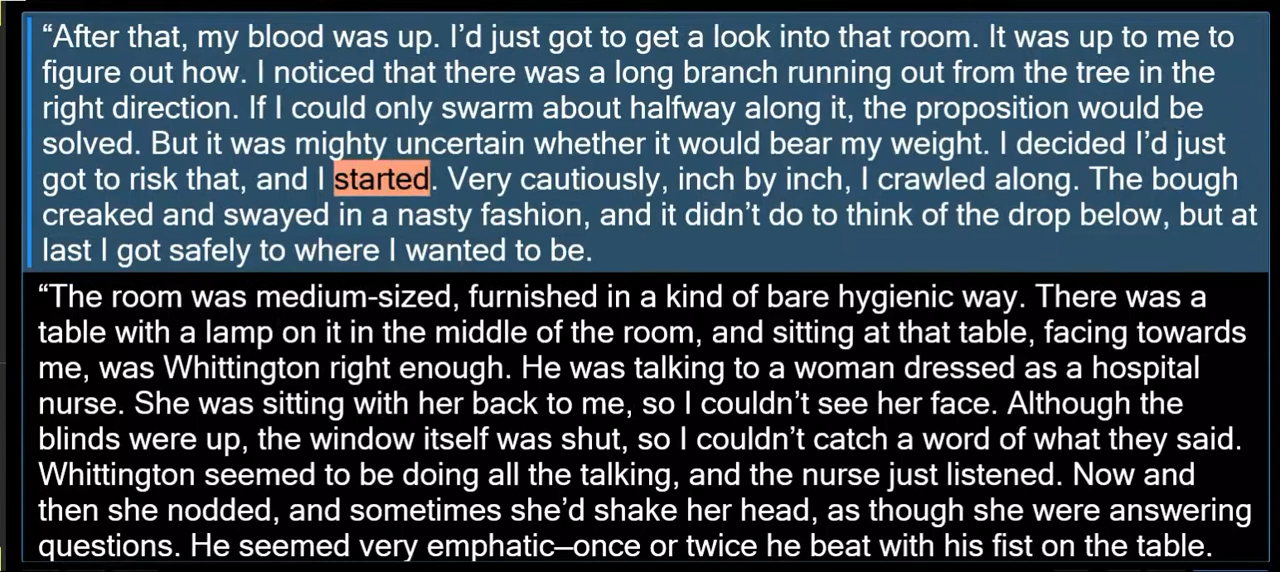 “After that, my blood was up. I’d just got to get a look into that room. It was up to me to
figure out how. I noticed that there was a long branch running out from the tree in the
right direction. If I could only swarm about halfway along it, the proposition would be
solved. But it was mighty uncertain whether it would bear my weight. I decided I’d just
got to risk that, and I started. Very cautiously, inch by inch, I crawled along. The bough
creaked and swayed in a nasty fashion, and it didn’t do to think of the drop below, but at
last I got safely to where I wanted to be.
“The room was medium-sized, furnished in a kind of bare hygienic way. There was a
table with a lamp on it in the middle of the room, and sitting at that table, facing towards
me, was Whittington right enough. He was talking to a woman dressed as a hospital
nurse. She was sitting with her back to me, so I couldn’t see her face. Although the
blinds were up, the window itself was shut, so I couldn’t catch a word of what they said.
Whittington seemed to be doing all the talking, and the nurse just listened. Now and
then she nodded, and sometimes she’d shake her head, as though she were answering
questions. He seemed very emphatic—once or twice he beat with his fist on the table.